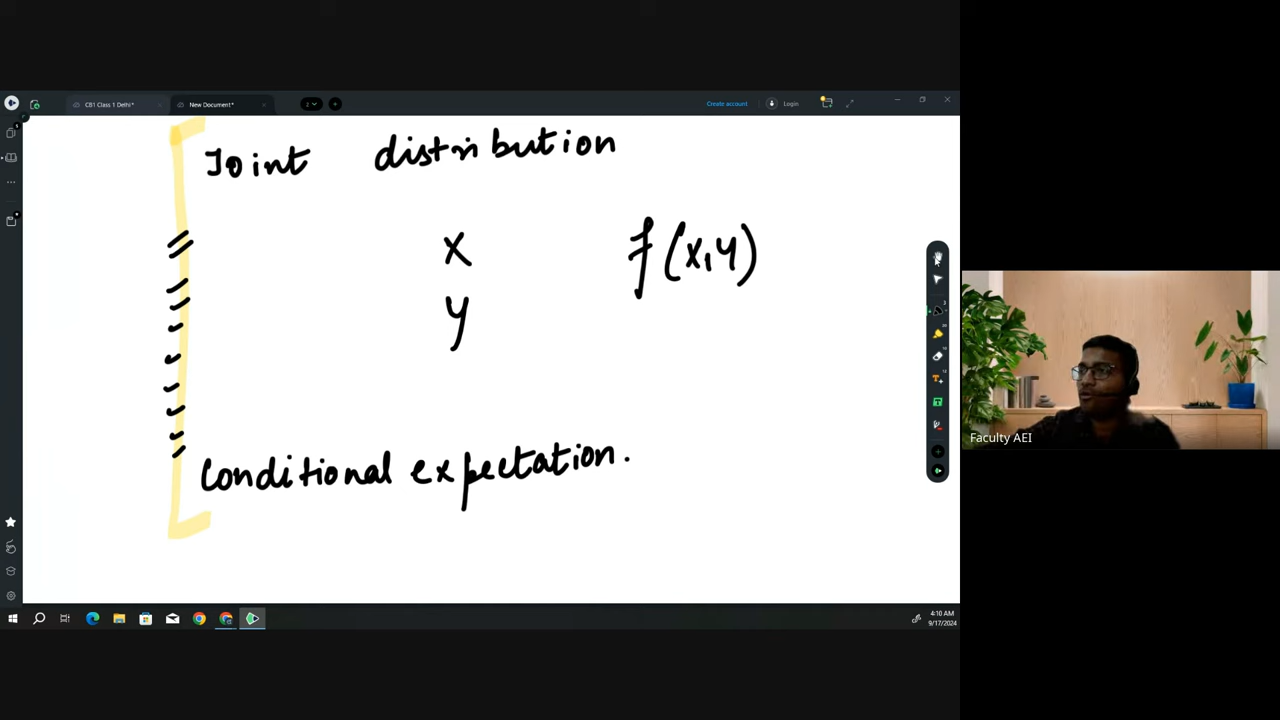 CB1 Class 1 Delhi*
New Document*
2
Create account
Login
Joint distribution
x f(x,y)
y
Conditional expectation.
Faculty AEI
4:10 AM
9/17/2024